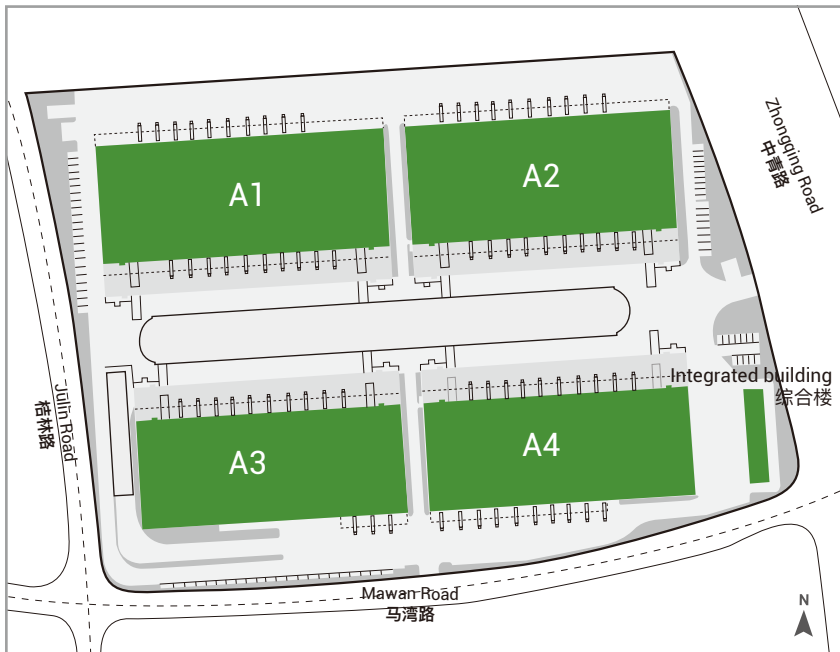 A1
A2
Zhongqing Road
中青路
Integrated building
综合楼
Jūlín Road
桔林路
A3
A4
Mawan Road
马湾路
N